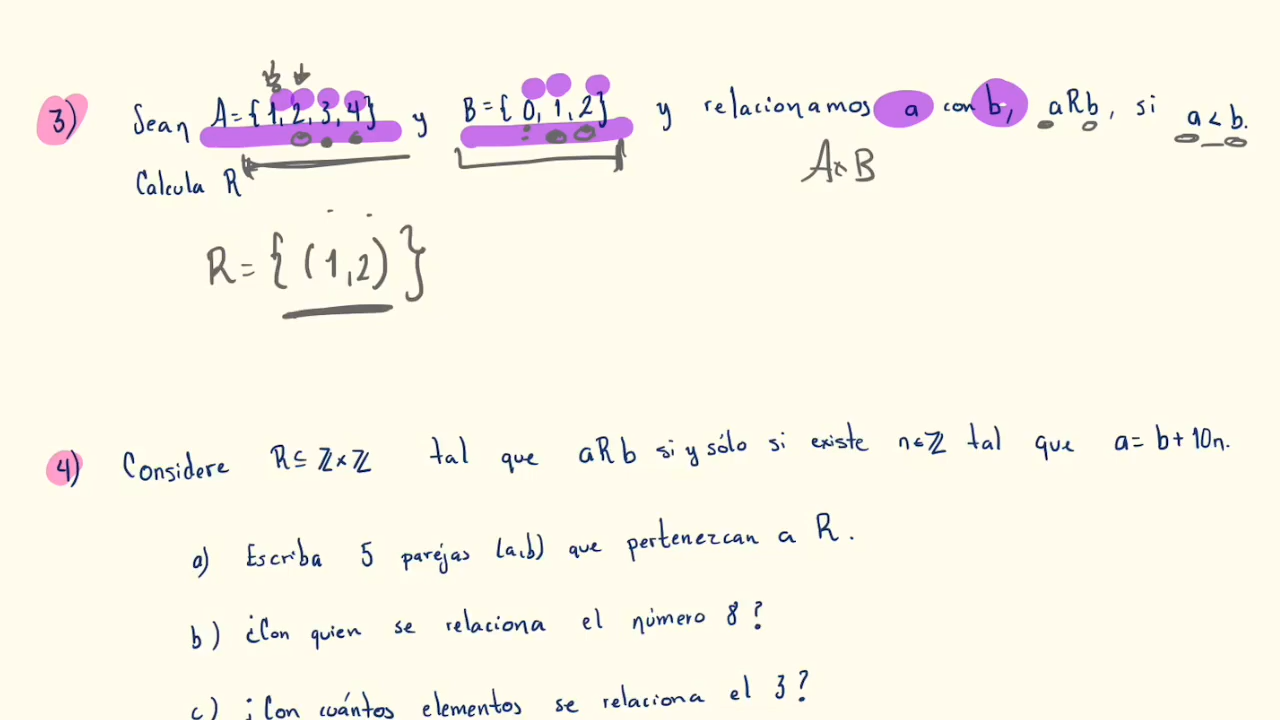 3) Sean A={1,2,3,4} y B={0,1,2} y relacionamos a con b, aRb, si a<b.
Calcula R
A×B
R={(1,2)}
4) Considere R⊆ℤ×ℤ tal que aRb si y sólo si existe n∈ℤ tal que a=b+10n.
a) Escriba 5 parejas (a,b) que pertenezcan a R.
b) ¿Con quien se relaciona el número 8?
c) ¿Con cuántos elementos se relaciona el 3?